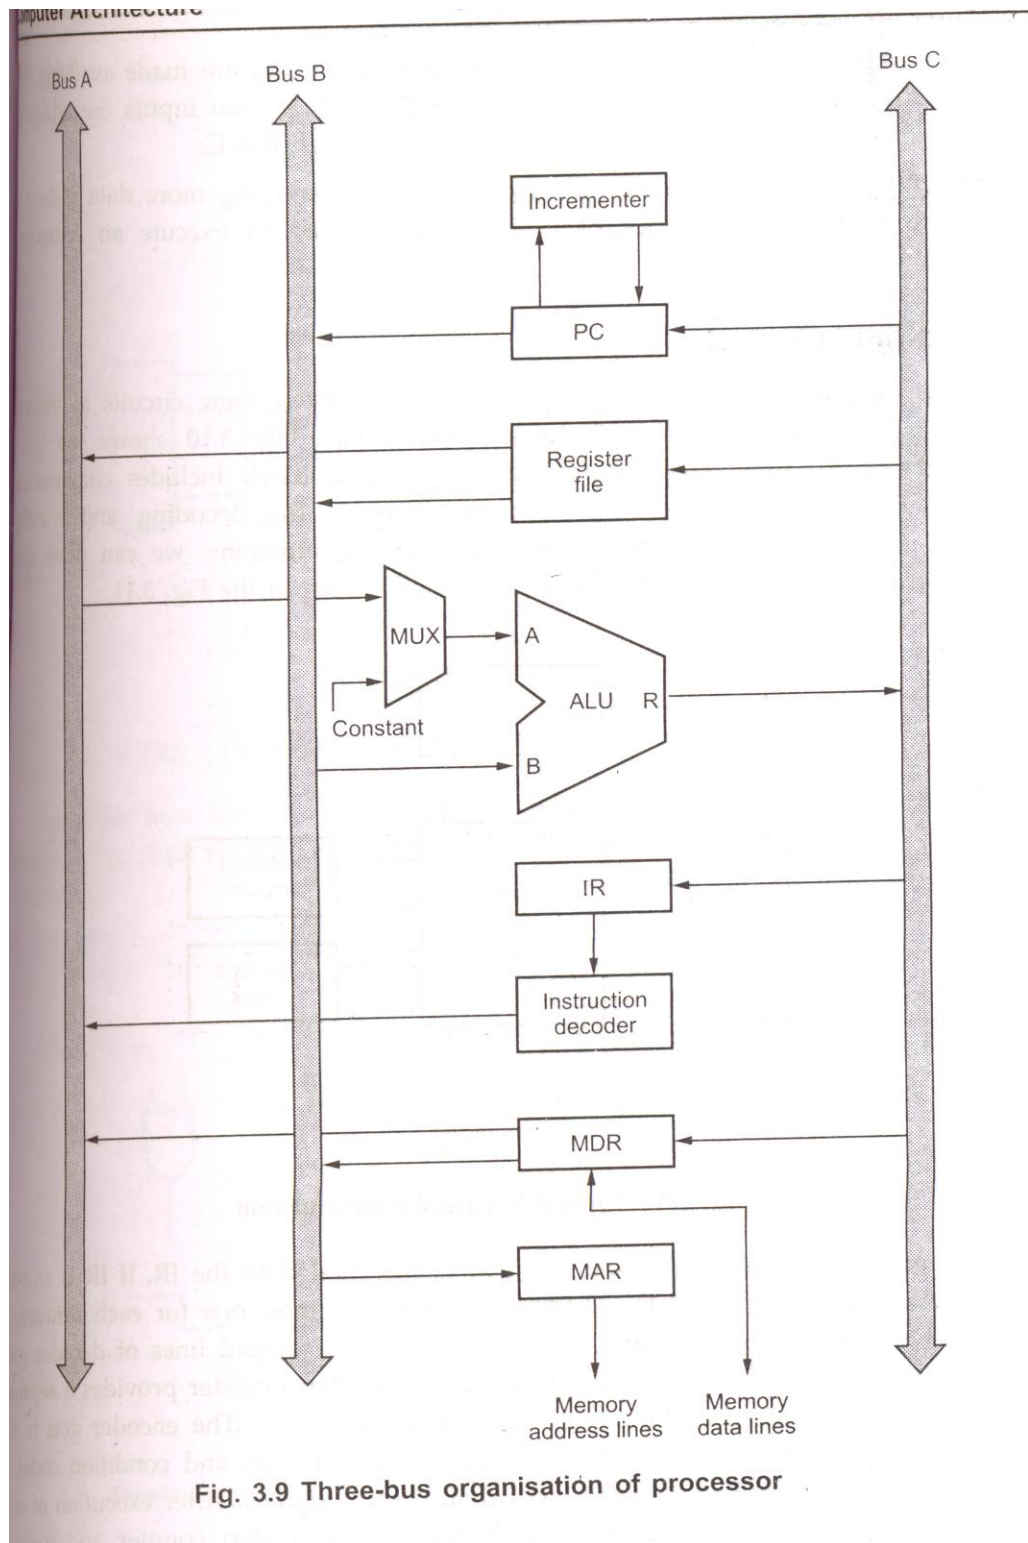 Computer Architecture
Bus A
Bus B
Bus C
Incrementer
PC
Register
file
MUX
Constant
A
ALU
R
B
IR
Instruction
decoder
MDR
MAR
Memory
address lines
Memory
data lines
Fig. 3.9 Three-bus organisation of processor